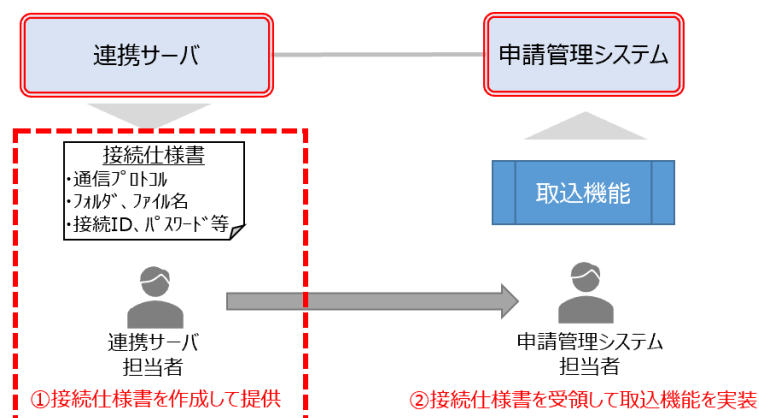 連携サーバ
申請管理システム
接続仕様書
・通信ﾌﾟﾛﾄｺﾙ
・ﾌｫﾙﾀﾞ、ﾌｧｲﾙ名
・接続ID、ﾊﾟｽﾜｰﾄﾞ等
取込機能
連携サーバ
担当者
申請管理システム
担当者
①接続仕様書を作成して提供
②接続仕様書を受領して取込機能を実装